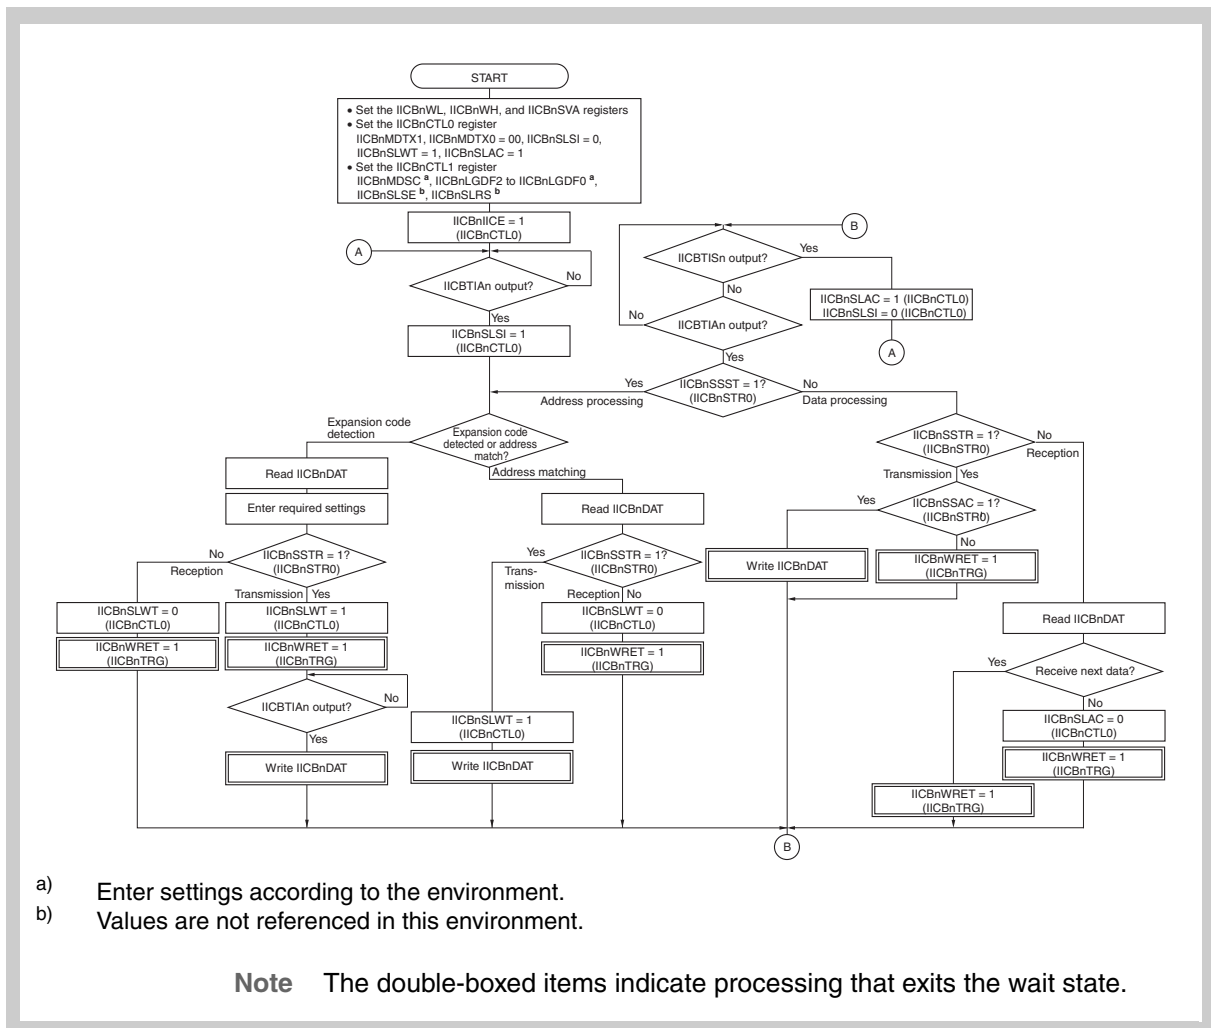 START
• Set the IICBnWL, IICBnWH, and IICBnSVA registers
• Set the IICBnCTL0 register
IICBnMDTX1, IICBnMDTX0 = 00, IICBnSLSI = 0,
IICBnSLWT = 1, IICBnSLAC = 1
• Set the IICBnCTL1 register
IICBnMDSC a, IICBnLGDF2 to IICBnLGDF0 a,
IICBnSLSE b, IICBnSLRS b
IICBnIICE = 1
(IICBnCTL0)
A
IICBTIAn output?
No
Yes
IICBnSLSI = 1
(IICBnCTL0)
B
IICBTISn output?
Yes
No
IICBnSLAC = 1 (IICBnCTL0)
IICBnSLSI = 0 (IICBnCTL0)
A
No
IICBTIAn output?
Yes
IICBnSSST = 1?
(IICBnSTR0)
Yes
Address processing
No
Data processing
Expansion code
detection
Expansion code
detected or address
match?
Address matching
Read IICBnDAT
Enter required settings
IICBnSSTR = 1?
(IICBnSTR0)
No
Reception
Transmission
Yes
IICBnSLWT = 0
(IICBnCTL0)
IICBnWRET = 1
(IICBnTRG)
IICBnSLWT = 1
(IICBnCTL0)
IICBnWRET = 1
(IICBnTRG)
IICBTIAn output?
No
Yes
Write IICBnDAT
Read IICBnDAT
IICBnSSTR = 1?
(IICBnSTR0)
Yes
Trans-
mission
Reception
No
IICBnSLWT = 0
(IICBnCTL0)
IICBnWRET = 1
(IICBnTRG)
IICBnSLWT = 1
(IICBnCTL0)
Write IICBnDAT
IICBnSSTR = 1?
(IICBnSTR0)
No
Reception
Transmission
Yes
IICBnSSAC = 1?
(IICBnSTR0)
Yes
No
Write IICBnDAT
IICBnWRET = 1
(IICBnTRG)
Read IICBnDAT
Receive next data?
Yes
No
IICBnSLAC = 0
(IICBnCTL0)
IICBnWRET = 1
(IICBnTRG)
IICBnWRET = 1
(IICBnTRG)
B
a) Enter settings according to the environment.
b) Values are not referenced in this environment.
Note The double-boxed items indicate processing that exits the wait state.